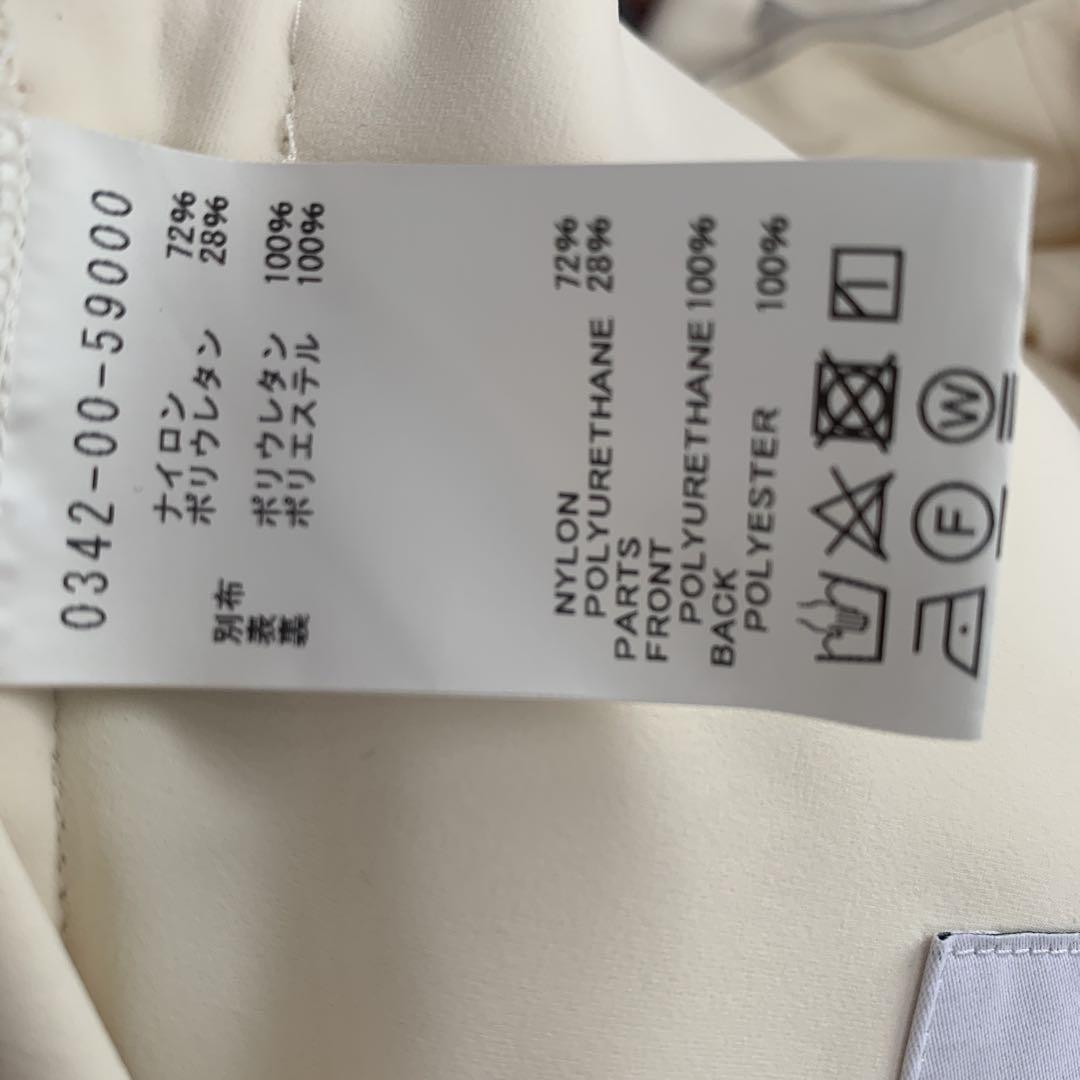 0342-00-59000
ナイロン 72%
ポリウレタン 28%
別布
表 ポリウレタン 100%
裏 ポリエステル 100%
NYLON 72%
POLYURETHANE 28%
PARTS
FRONT
POLYURETHANE 100%
BACK
POLYESTER 100%
F
W